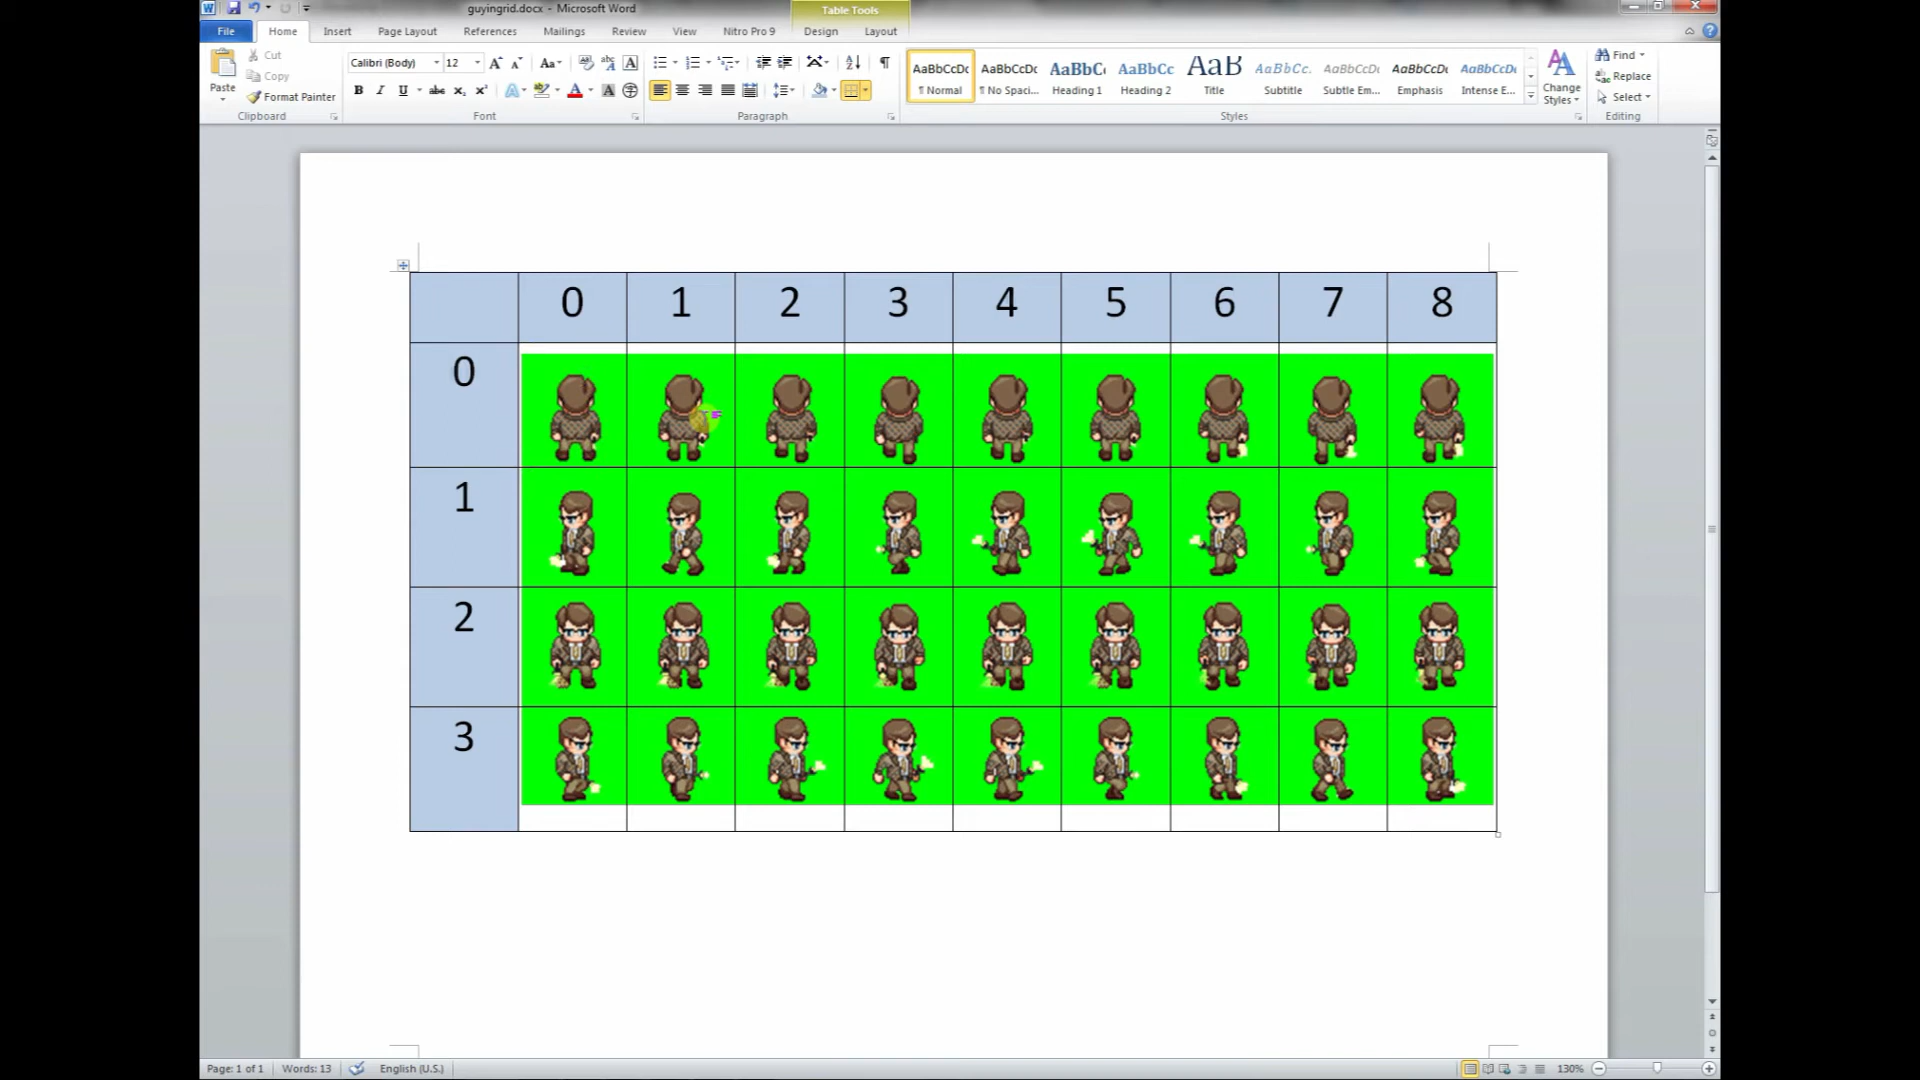 guyingrid.docx - Microsoft Word
Table Tools
File Home Insert Page Layout References Mailings Review View Nitro Pro 9 Design Layout
Paste
Cut
Copy
Format Painter
Clipboard
Calibri (Body) 12
Font
Paragraph
AaBbCcDc AaBbCcDc AaBbC AaBbCc AaB AaBbCc. AaBbCcDc AaBbCcDc AaBbCcDc
¶ Normal ¶ No Spaci... Heading 1 Heading 2 Title Subtitle Subtle Em... Emphasis Intense E...
Styles
Change Styles
Find
Replace
Select
Editing
0 1 2 3 4 5 6 7 8
0
1
2
3
Page: 1 of 1 Words: 13 English (U.S.) 130%